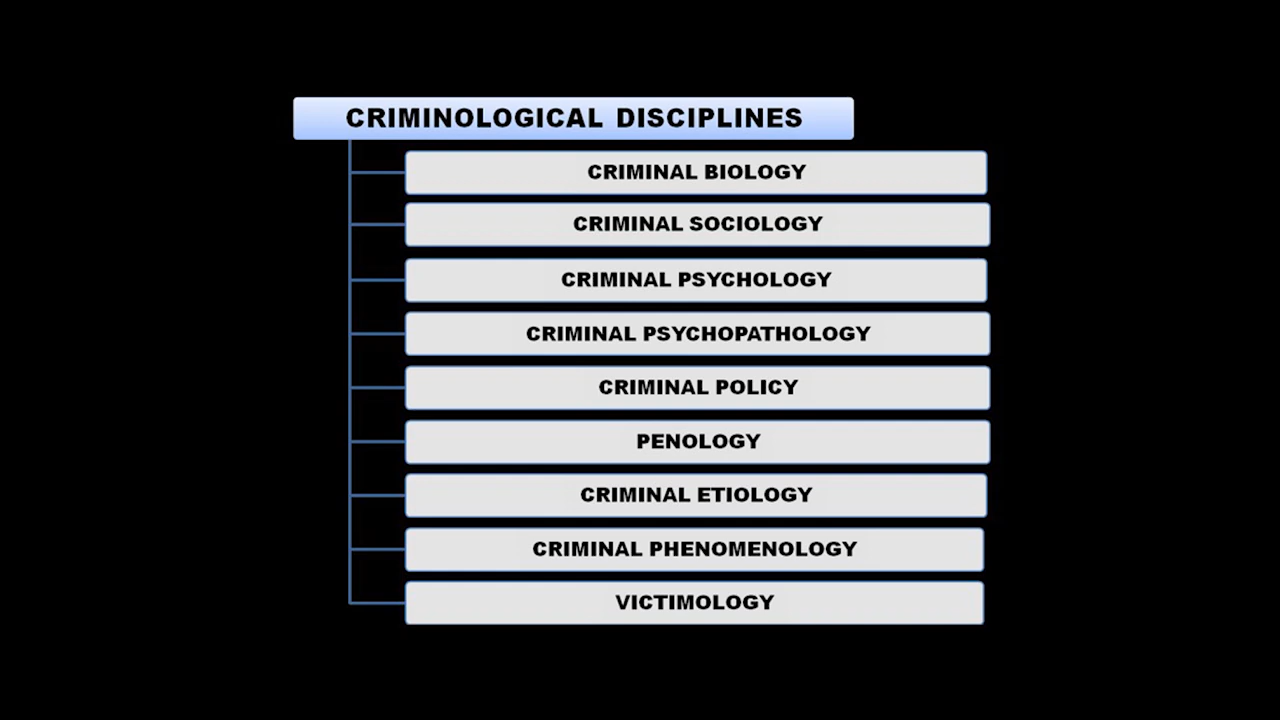 CRIMINOLOGICAL DISCIPLINES
CRIMINAL BIOLOGY
CRIMINAL SOCIOLOGY
CRIMINAL PSYCHOLOGY
CRIMINAL PSYCHOPATHOLOGY
CRIMINAL POLICY
PENOLOGY
CRIMINAL ETIOLOGY
CRIMINAL PHENOMENOLOGY
VICTIMOLOGY